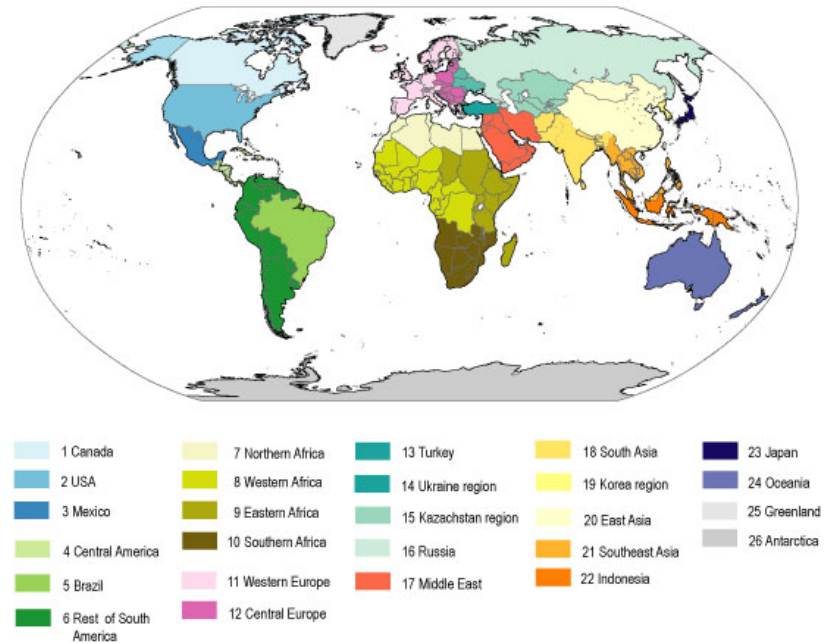 1 Canada
2 USA
3 Mexico
4 Central America
5 Brazil
6 Rest of South
America
7 Northern Africa
8 Western Africa
9 Eastern Africa
10 Southern Africa
11 Western Europe
12 Central Europe
13 Turkey
14 Ukraine region
15 Kazachstan region
16 Russia
17 Middle East
18 South Asia
19 Korea region
20 East Asia
21 Southeast Asia
22 Indonesia
23 Japan
24 Oceania
25 Greenland
26 Antarctica